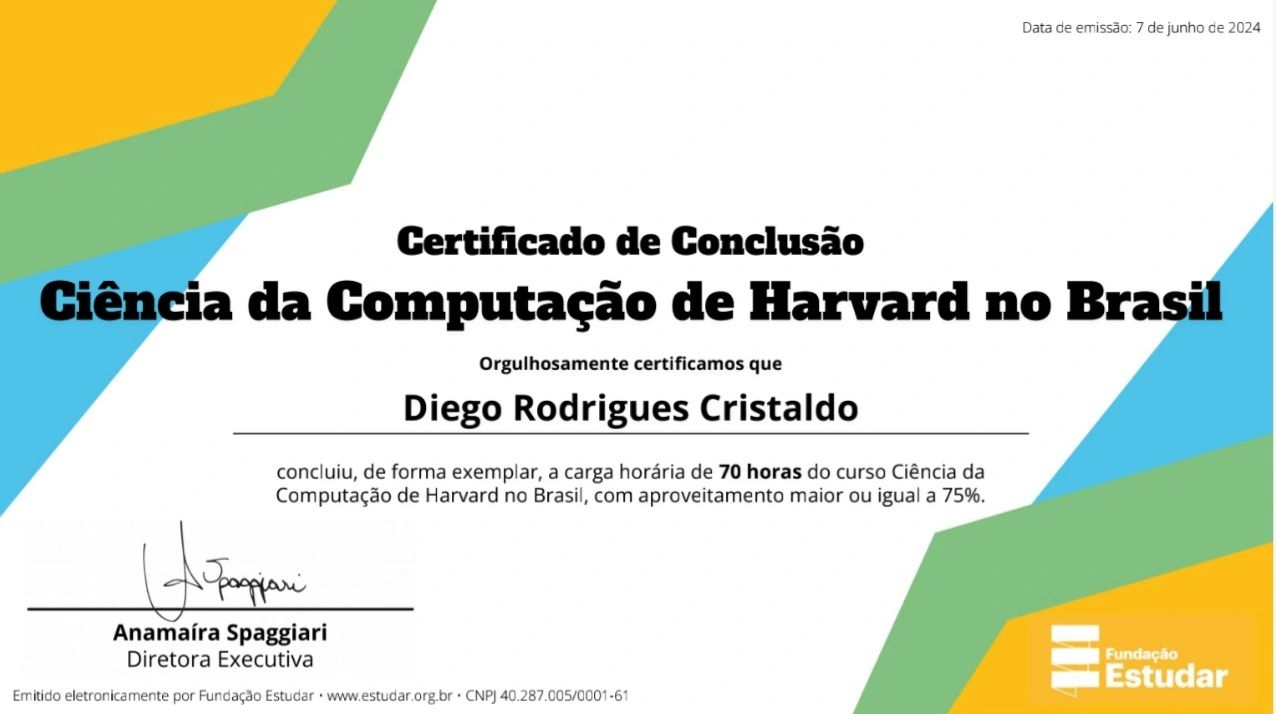 Data de emissão: 7 de junho de 2024
Certificado de Conclusão
Ciência da Computação de Harvard no Brasil
Orgulhosamente certificamos que
Diego Rodrigues Cristaldo
concluiu, de forma exemplar, a carga horária de 70 horas do curso Ciência da
Computação de Harvard no Brasil, com aproveitamento maior ou igual a 75%.
Spaggiari
Anamaíra Spaggiari
Diretora Executiva
Emitido eletronicamente por Fundação Estudar • www.estudar.org.br • CNPJ 40.287.005/0001-61
Fundação
Estudar